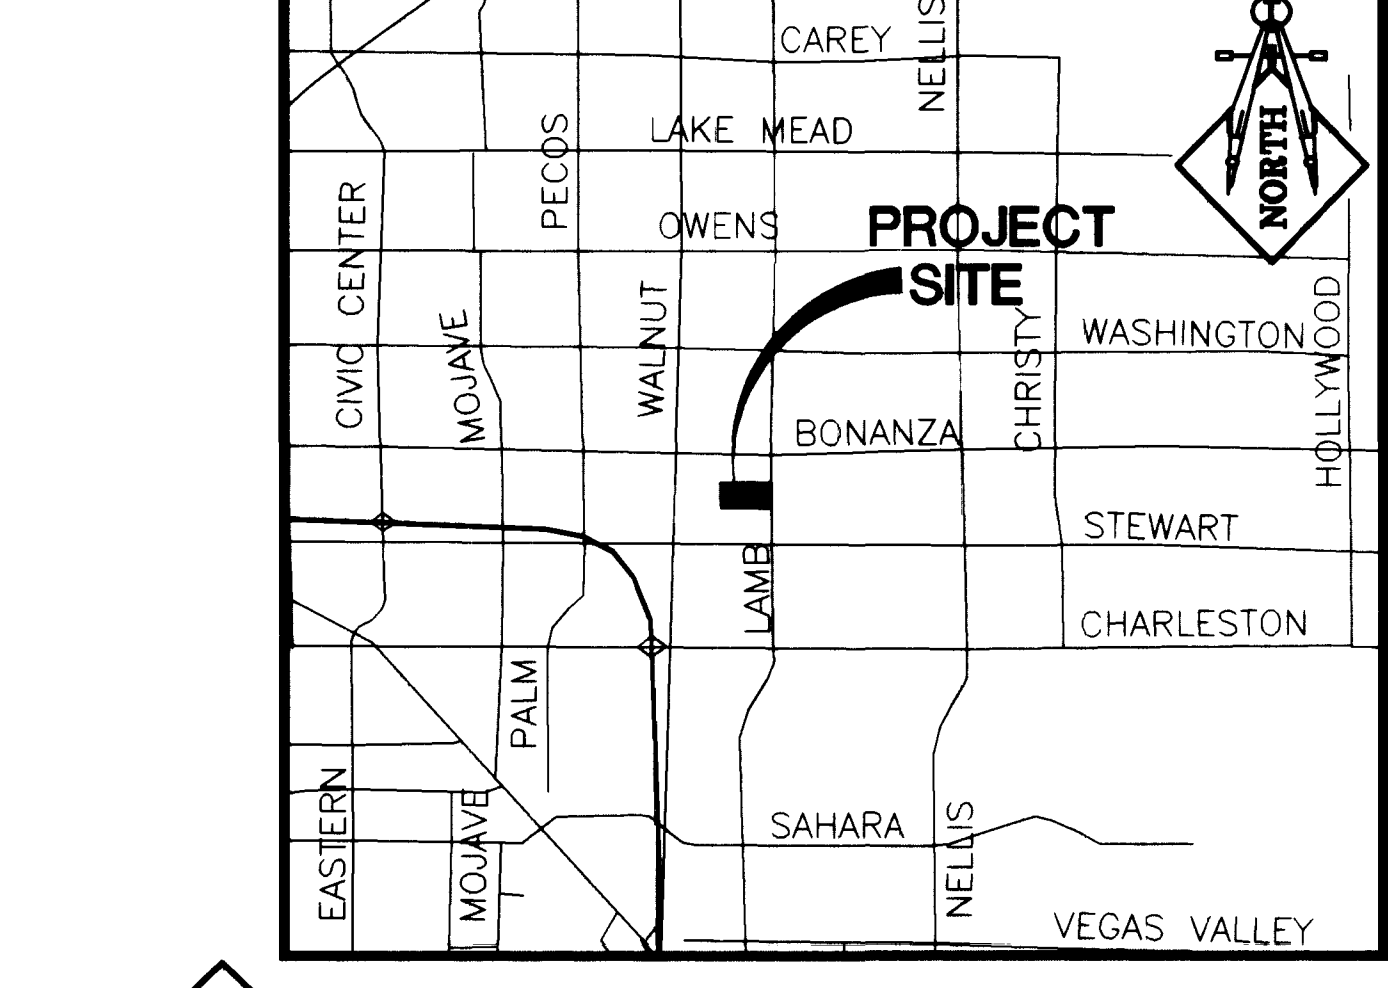 CAREY
NELLIS
LAKE MEAD
PECOS
NORTH
OWENS
PROJECT
SITE
CIVIC CENTER
MOJAVE
WALNUT
CHRISTY
WASHINGTON
HOLLYWOOD
BONANZA
STEWART
LAMB
CHARLESTON
PALM
EASTERN
MOJAVE
SAHARA
NELLIS
VEGAS VALLEY